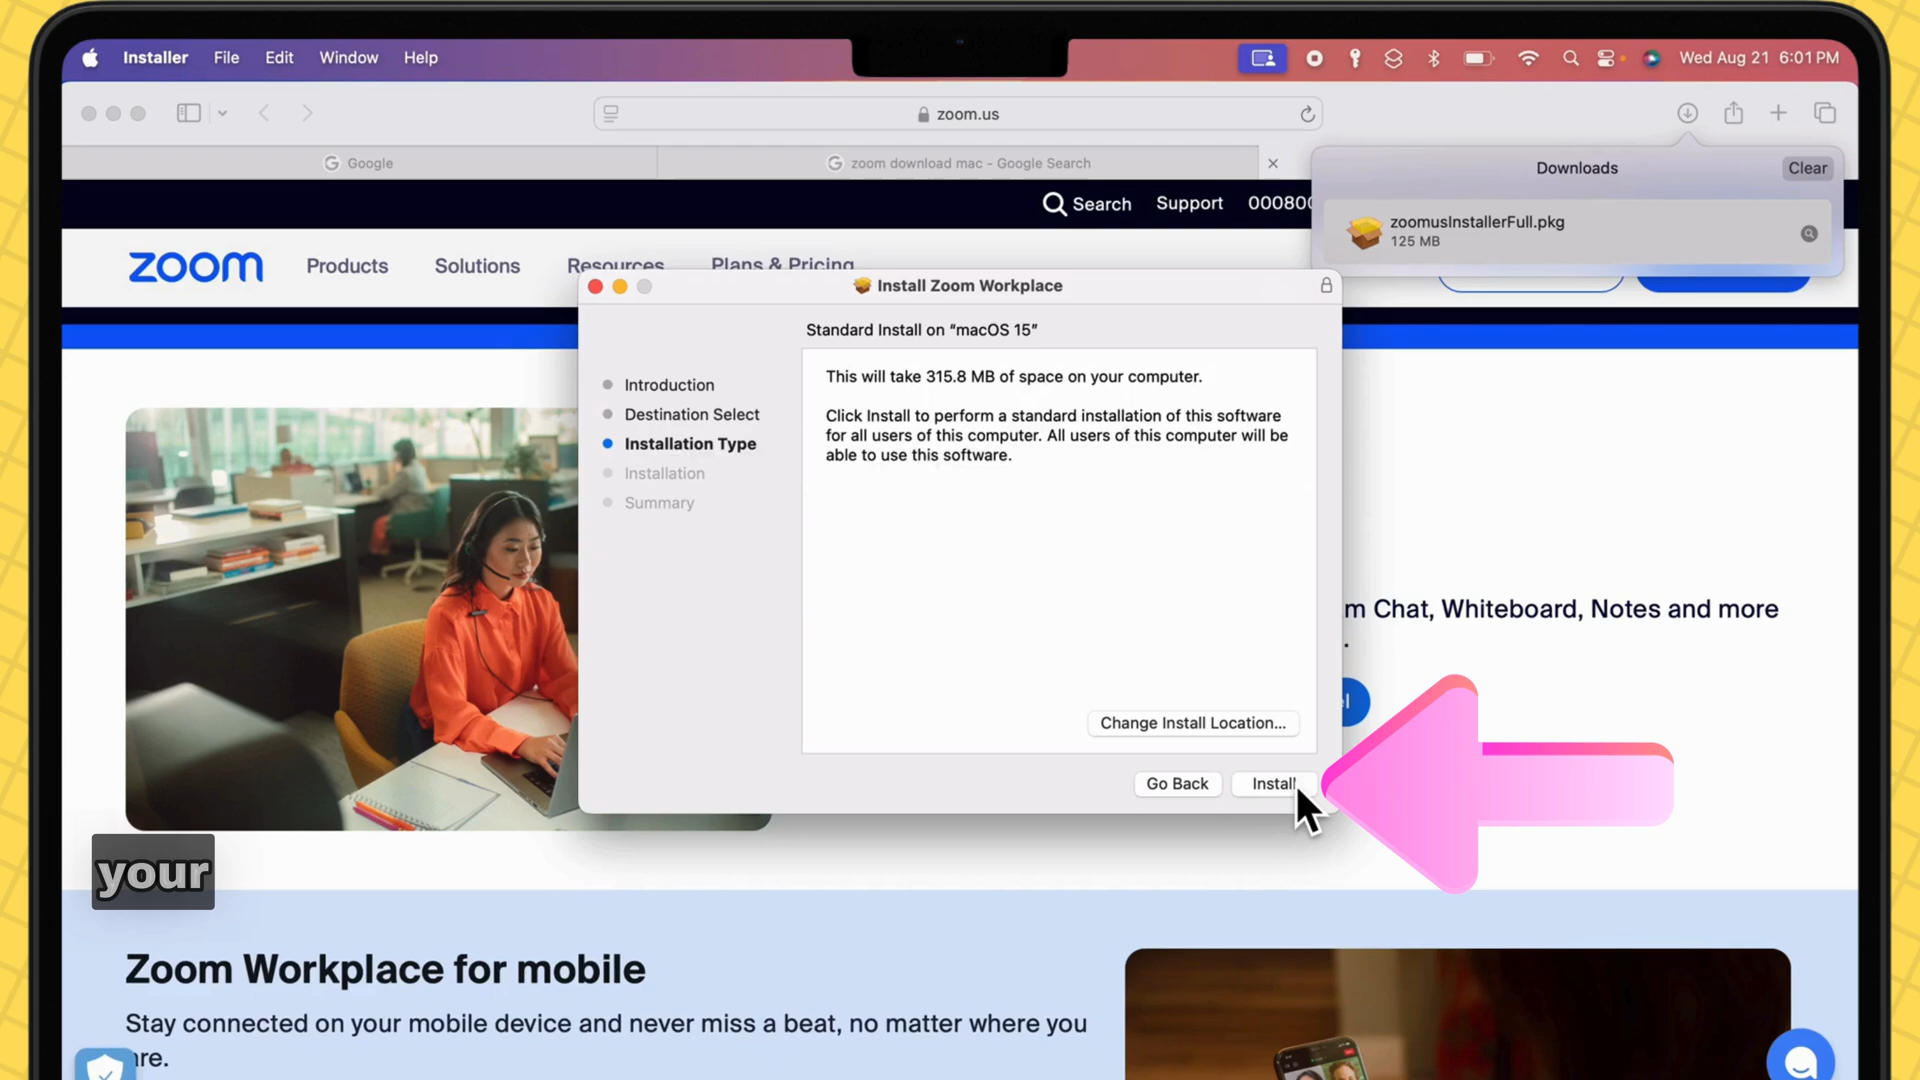 Installer File Edit Window Help
Wed Aug 21 6:01 PM
zoom.us
Google
zoom download mac - Google Search
Downloads
Clear
zoomusInstallerFull.pkg
125 MB
Search Support
zoom Products Solutions Resources Plans & Pricing
Install Zoom Workplace
Standard Install on “macOS 15”
Introduction
Destination Select
Installation Type
Installation
Summary
This will take 315.8 MB of space on your computer.
Click Install to perform a standard installation of this software
for all users of this computer. All users of this computer will be
able to use this software.
Change Install Location...
Go Back Install
m Chat, Whiteboard, Notes and more
your
Zoom Workplace for mobile
Stay connected on your mobile device and never miss a beat, no matter where you
are.